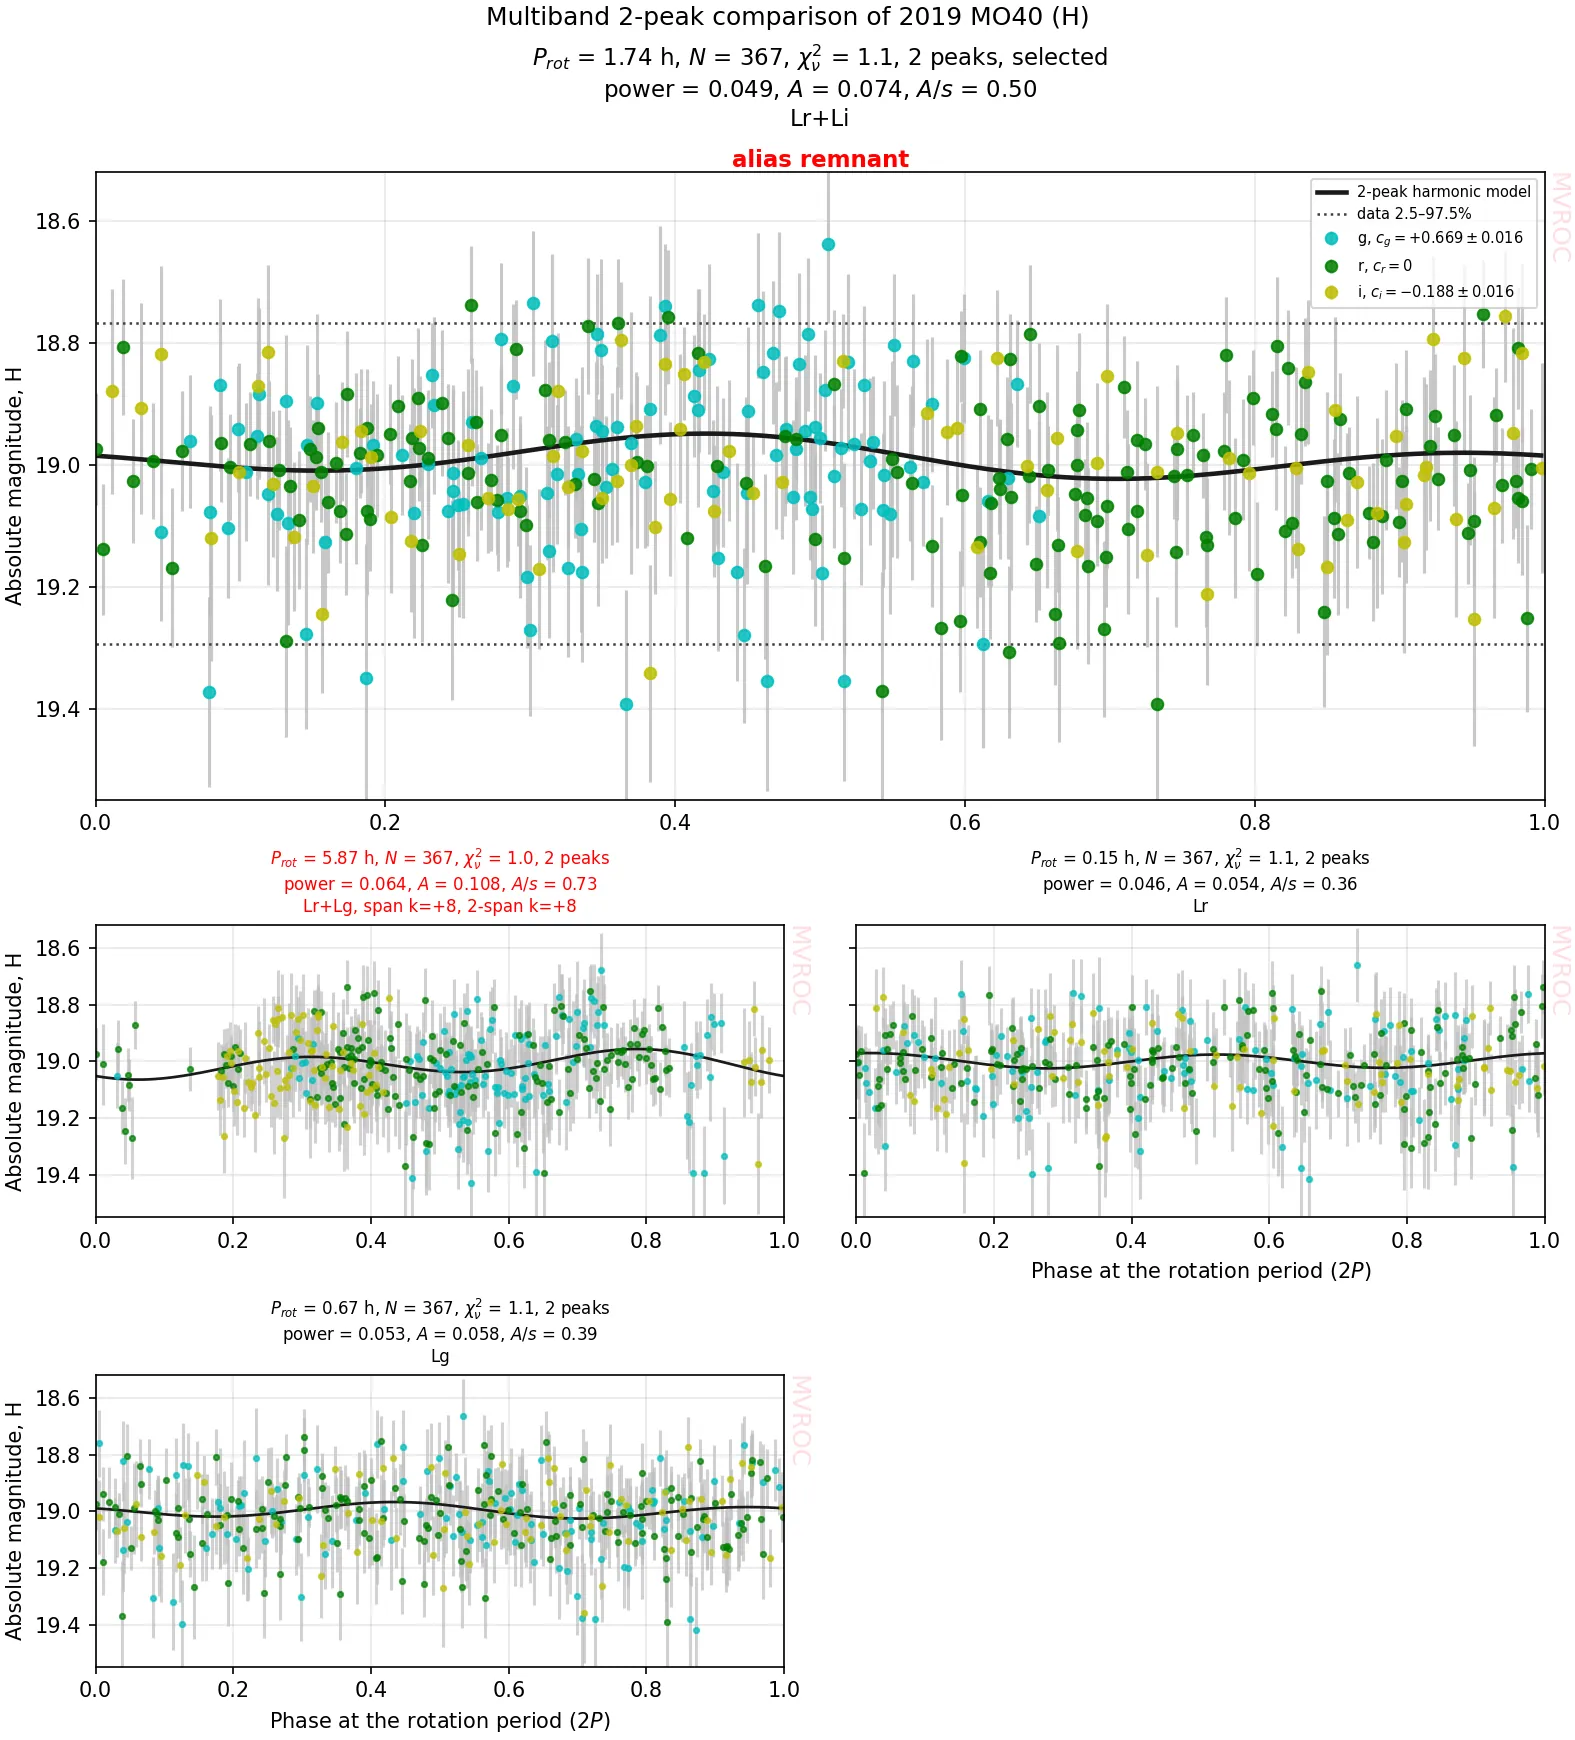 Multiband 2-peak comparison of 2019 MO40 (H)
P_rot = 1.74 h, N = 367, χ²_ν = 1.1, 2 peaks, selected
power = 0.049, A = 0.074, A/s = 0.50
Lr+Li
alias remnant
2-peak harmonic model
data 2.5–97.5%
g, c_g = +0.669 ± 0.016
r, c_r = 0
i, c_i = −0.188 ± 0.016
MVROC
Absolute magnitude, H
18.6
18.8
19.0
19.2
19.4
0.0 0.2 0.4 0.6 0.8 1.0
P_rot = 5.87 h, N = 367, χ²_ν = 1.0, 2 peaks
power = 0.064, A = 0.108, A/s = 0.73
Lr+Lg, span k=+8, 2-span k=+8
MVROC
Absolute magnitude, H
18.6
18.8
19.0
19.2
19.4
0.0 0.2 0.4 0.6 0.8 1.0
P_rot = 0.15 h, N = 367, χ²_ν = 1.1, 2 peaks
power = 0.046, A = 0.054, A/s = 0.36
Lr
MVROC
0.0 0.2 0.4 0.6 0.8 1.0
Phase at the rotation period (2P)
P_rot = 0.67 h, N = 367, χ²_ν = 1.1, 2 peaks
power = 0.053, A = 0.058, A/s = 0.39
Lg
MVROC
Absolute magnitude, H
18.6
18.8
19.0
19.2
19.4
0.0 0.2 0.4 0.6 0.8 1.0
Phase at the rotation period (2P)